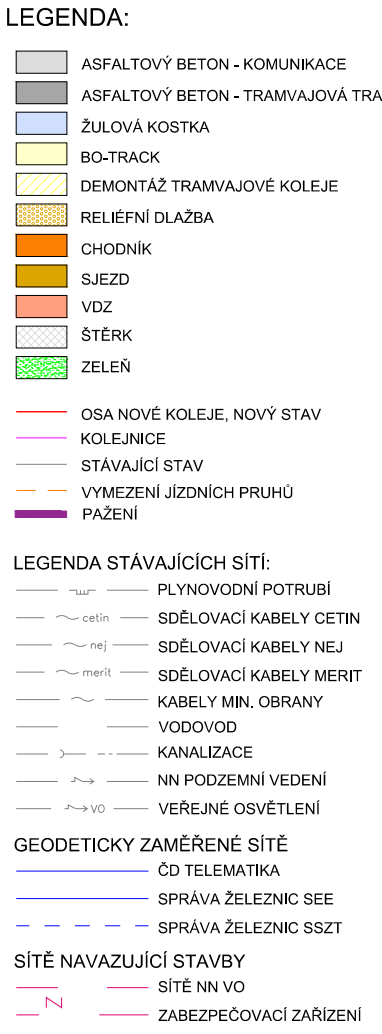 LEGENDA:
ASFALTOVÝ BETON - KOMUNIKACE
ASFALTOVÝ BETON - TRAMVAJOVÁ TRA
ŽULOVÁ KOSTKA
BO-TRACK
DEMONTÁŽ TRAMVAJOVÉ KOLEJE
RELIÉFNÍ DLAŽBA
CHODNÍK
SJEZD
VDZ
ŠTĚRK
ZELEŇ
OSA NOVÉ KOLEJE, NOVÝ STAV
KOLEJNICE
STÁVAJÍCÍ STAV
VYMEZENÍ JÍZDNÍCH PRUHŮ
PAŽENÍ
LEGENDA STÁVAJÍCÍCH SÍTÍ:
PLYNOVODNÍ POTRUBÍ
cetin SDĚLOVACÍ KABELY CETIN
nej SDĚLOVACÍ KABELY NEJ
merit SDĚLOVACÍ KABELY MERIT
KABELY MIN. OBRANY
VODOVOD
KANALIZACE
NN PODZEMNÍ VEDENÍ
VO VEŘEJNÉ OSVĚTLENÍ
GEODETICKY ZAMĚŘENÉ SÍTĚ
ČD TELEMATIKA
SPRÁVA ŽELEZNIC SEE
SPRÁVA ŽELEZNIC SSZT
SÍTĚ NAVAZUJÍCÍ STAVBY
SÍTĚ NN VO
Z ZABEZPEČOVACÍ ZAŘÍZENÍ